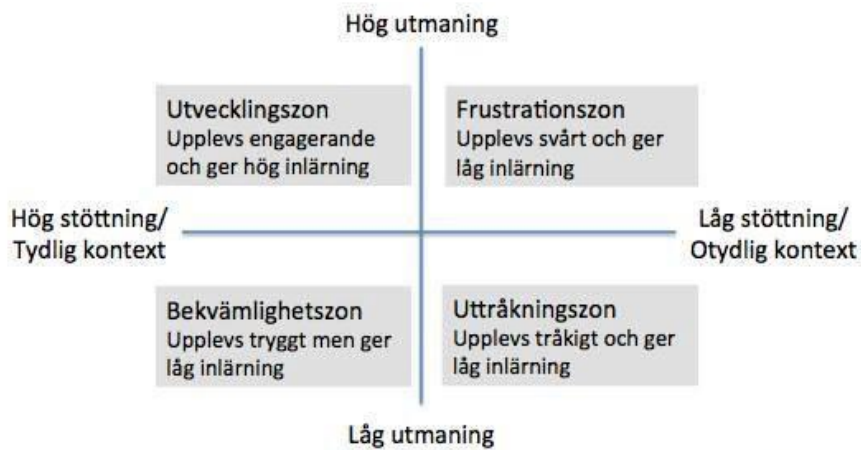 Hög utmaning
Utvecklingszon
Upplevs engagerande
och ger hög inlärning
Frustrationszon
Upplevs svårt och ger
låg inlärning
Hög stöttning/
Tydlig kontext
Låg stöttning/
Otydlig kontext
Bekvämlighetszon
Upplevs tryggt men ger
låg inlärning
Uttråkningszon
Upplevs tråkigt och ger
låg inlärning
Låg utmaning